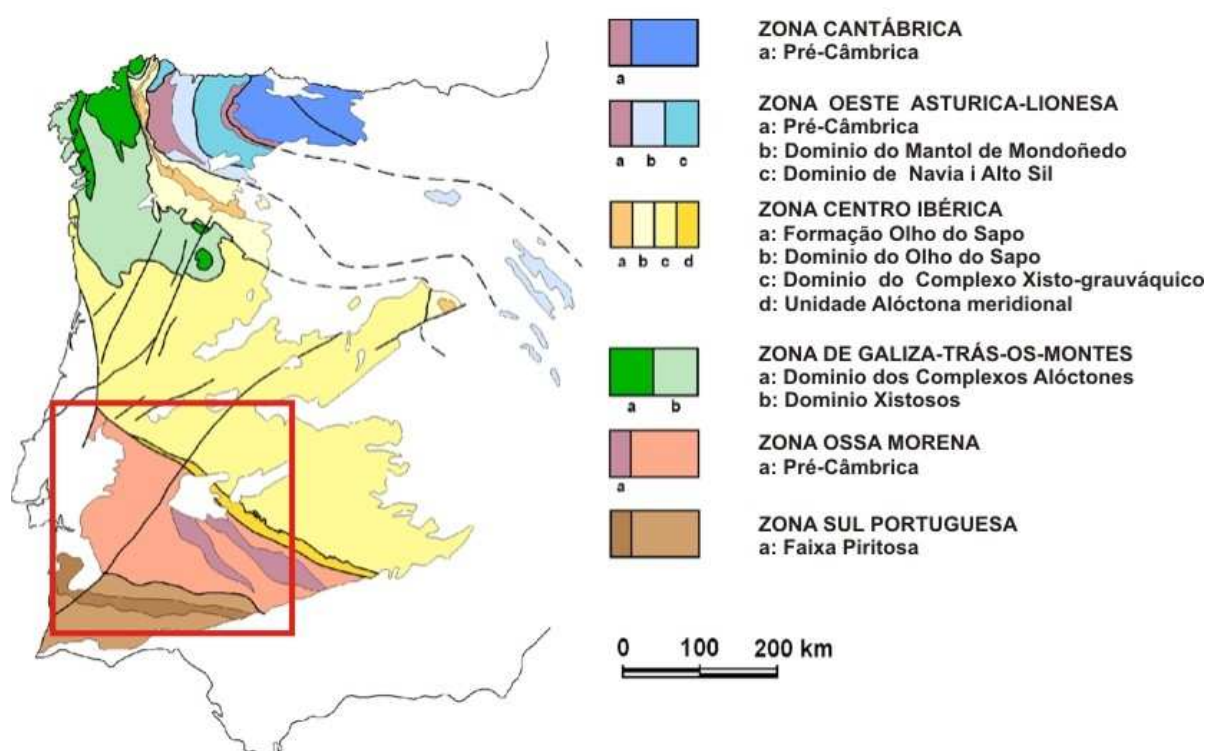 ZONA CANTÁBRICA
a: Pré-Câmbrica
a
ZONA OESTE ASTURICA-LIONESA
a: Pré-Câmbrica
b: Dominio do Mantol de Mondoñedo
c: Dominio de Navia i Alto Sil
a b c
ZONA CENTRO IBÉRICA
a: Formação Olho do Sapo
b: Dominio do Olho do Sapo
c: Dominio do Complexo Xisto-grauváquico
d: Unidade Alóctona meridional
a b c d
ZONA DE GALIZA-TRÁS-OS-MONTES
a: Dominio dos Complexos Alóctones
b: Dominio Xistosos
a b
ZONA OSSA MORENA
a: Pré-Câmbrica
a
ZONA SUL PORTUGUESA
a: Faixa Piritosa
0 100 200 km